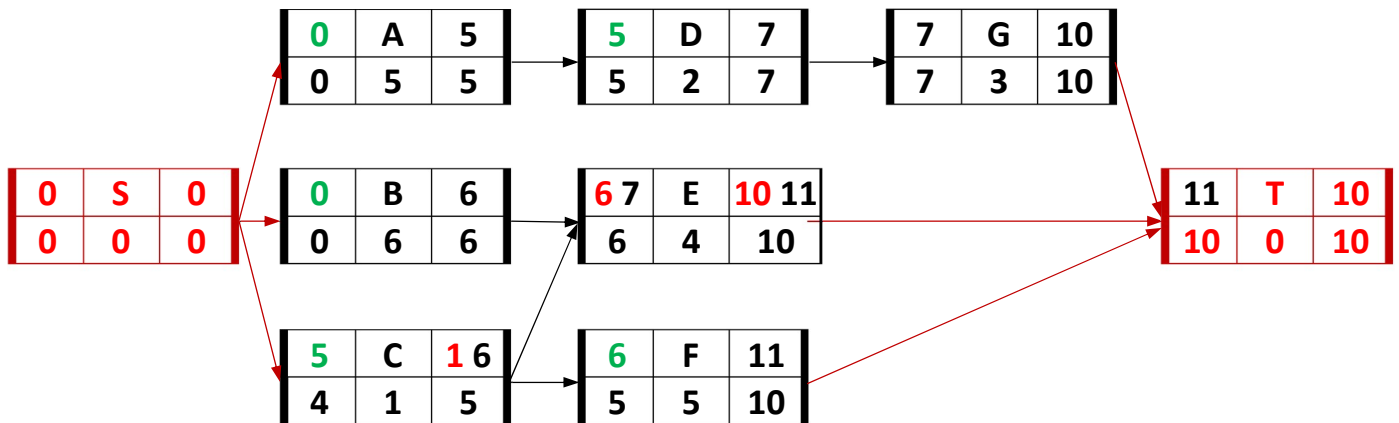 0 A 5
0 5 5
5 D 7
5 2 7
7 G 10
7 3 10
0 S 0
0 0 0
0 B 6
0 6 6
6 7 E 10 11
6 4 10
11 T 10
10 0 10
5 C 1 6
4 1 5
6 F 11
5 5 10